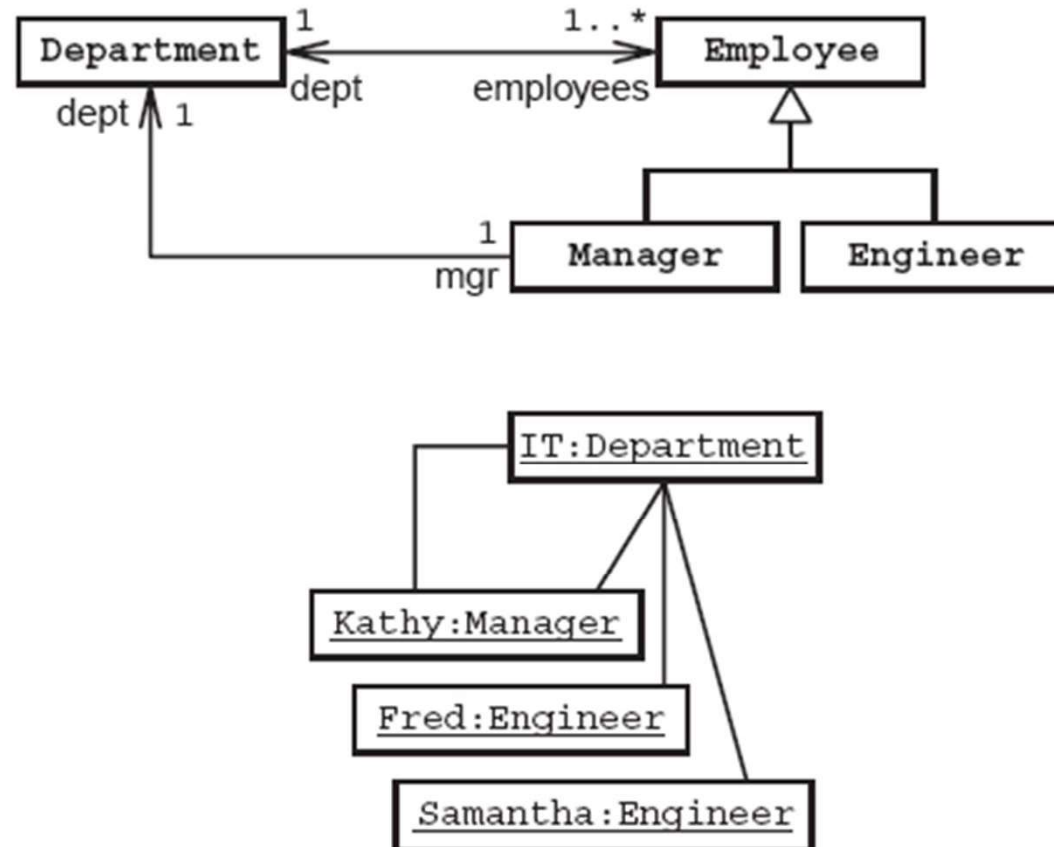 1 1..*
Department Employee
dept employees
dept 1
1
Manager Engineer
mgr
IT:Department
Kathy:Manager
Fred:Engineer
Samantha:Engineer